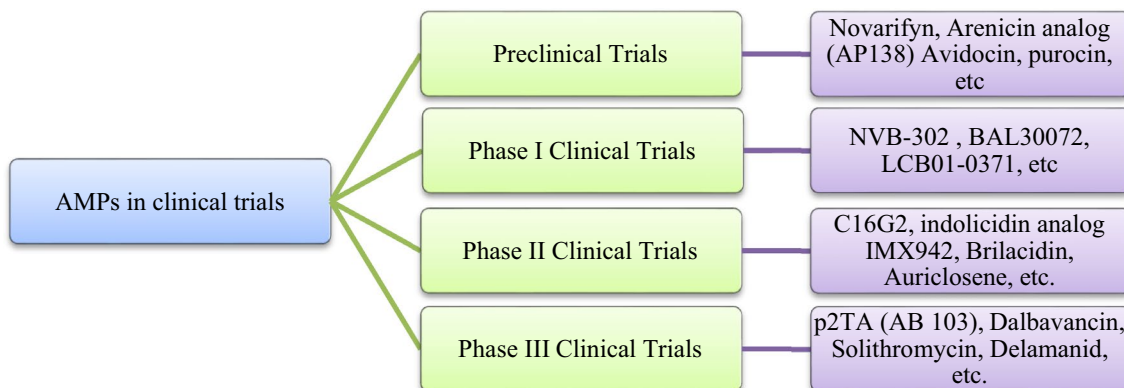 AMPs in clinical trials
Preclinical Trials
Novarifyn, Arenicin analog
(AP138) Avidocin, purocin,
etc
Phase I Clinical Trials
NVB-302 , BAL30072,
LCB01-0371, etc
Phase II Clinical Trials
C16G2, indolicidin analog
IMX942, Brilacidin,
Auriclosene, etc.
Phase III Clinical Trials
p2TA (AB 103), Dalbavancin,
Solithromycin, Delamanid,
etc.